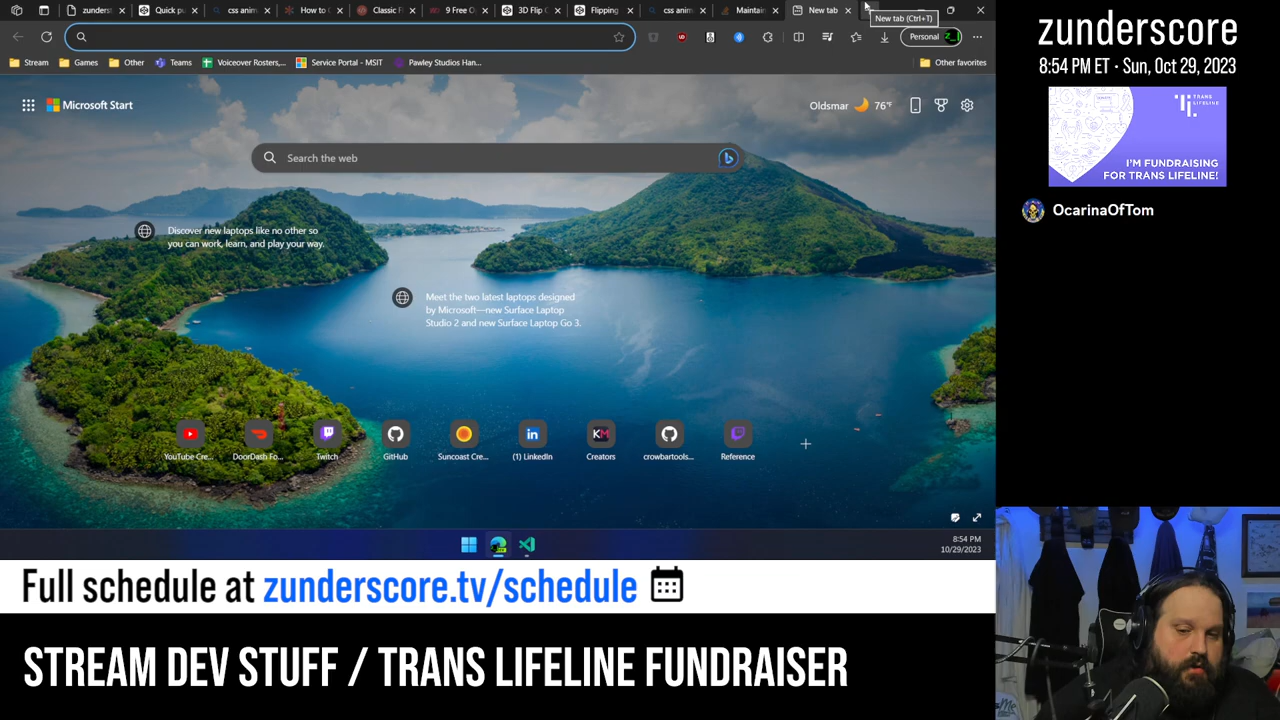 zunders
Quick pu
css anim
How to C
Classic F
9 Free O
3D Flip C
Flipping
css anim
Maintain
New tab
New tab (Ctrl+T)
Personal
Stream
Games
Other
Teams
Voiceover Rosters,...
Service Portal - MSIT
Pawley Studios Han...
Other favorites
Microsoft Start
Oldsmar
76°F
Search the web
Discover new laptops like no other so
you can work, learn, and play your way.
Meet the two latest laptops designed
by Microsoft—new Surface Laptop
Studio 2 and new Surface Laptop Go 3.
YouTube Cre...
DoorDash Fo...
Twitch
GitHub
Suncoast Cre...
(1) LinkedIn
Creators
crowbartools...
Reference
8:54 PM
10/29/2023
Full schedule at zunderscore.tv/schedule
STREAM DEV STUFF / TRANS LIFELINE FUNDRAISER
zunderscore
8:54 PM ET · Sun, Oct 29, 2023
TRANS
LIFELINE
I'M FUNDRAISING
FOR TRANS LIFELINE!
OcarinaOfTom